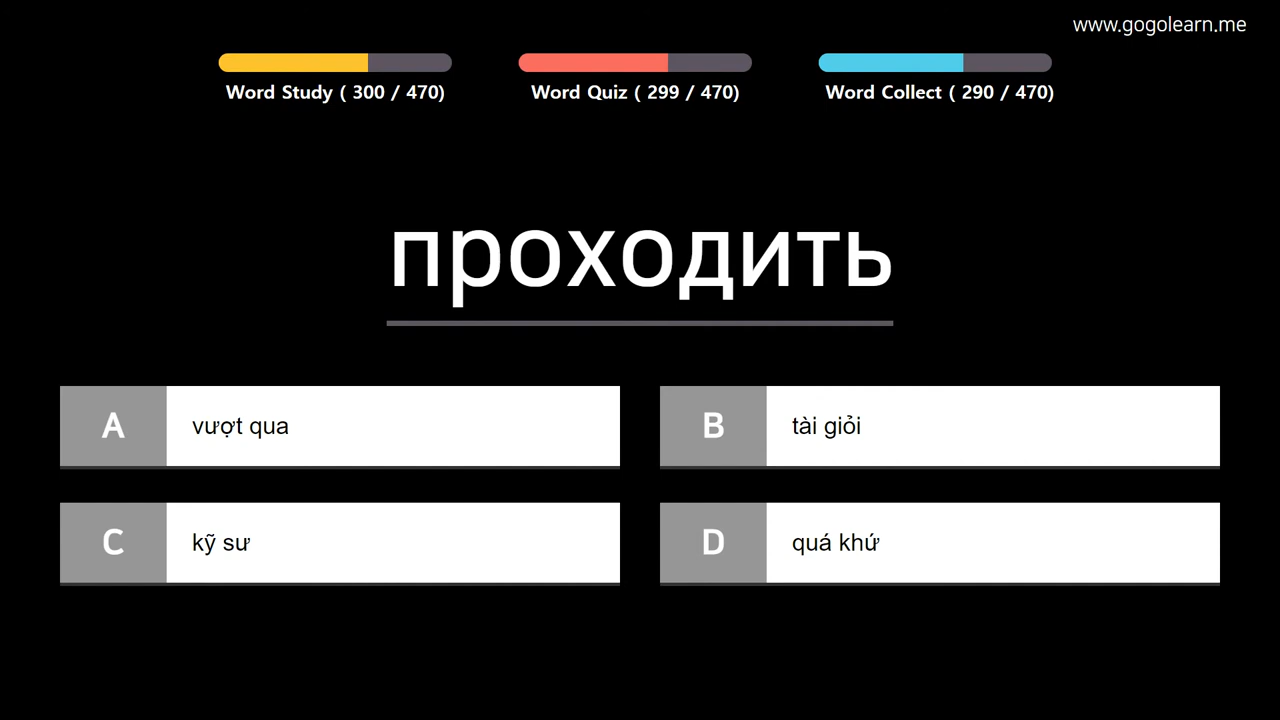 www.gogolearn.me
Word Study ( 300 / 470)
Word Quiz ( 299 / 470)
Word Collect ( 290 / 470)
проходить
A vượt qua
B tài giỏi
C kỹ sư
D quá khứ